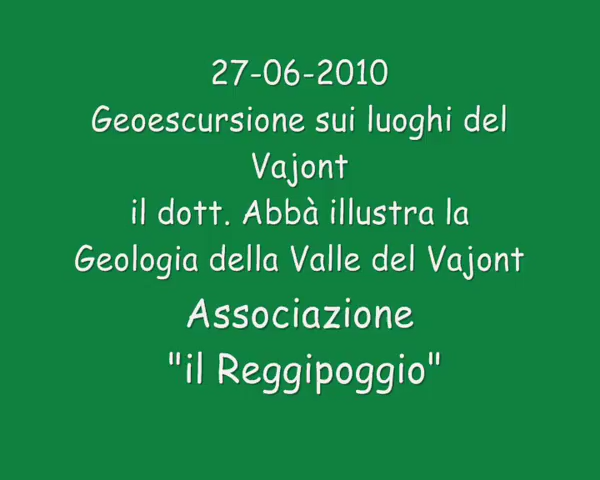 27-06-2010
Geoescursione sui luoghi del
Vajont
il dott. Abbà illustra la
Geologia della Valle del Vajont
Associazione
"il Reggipoggio"